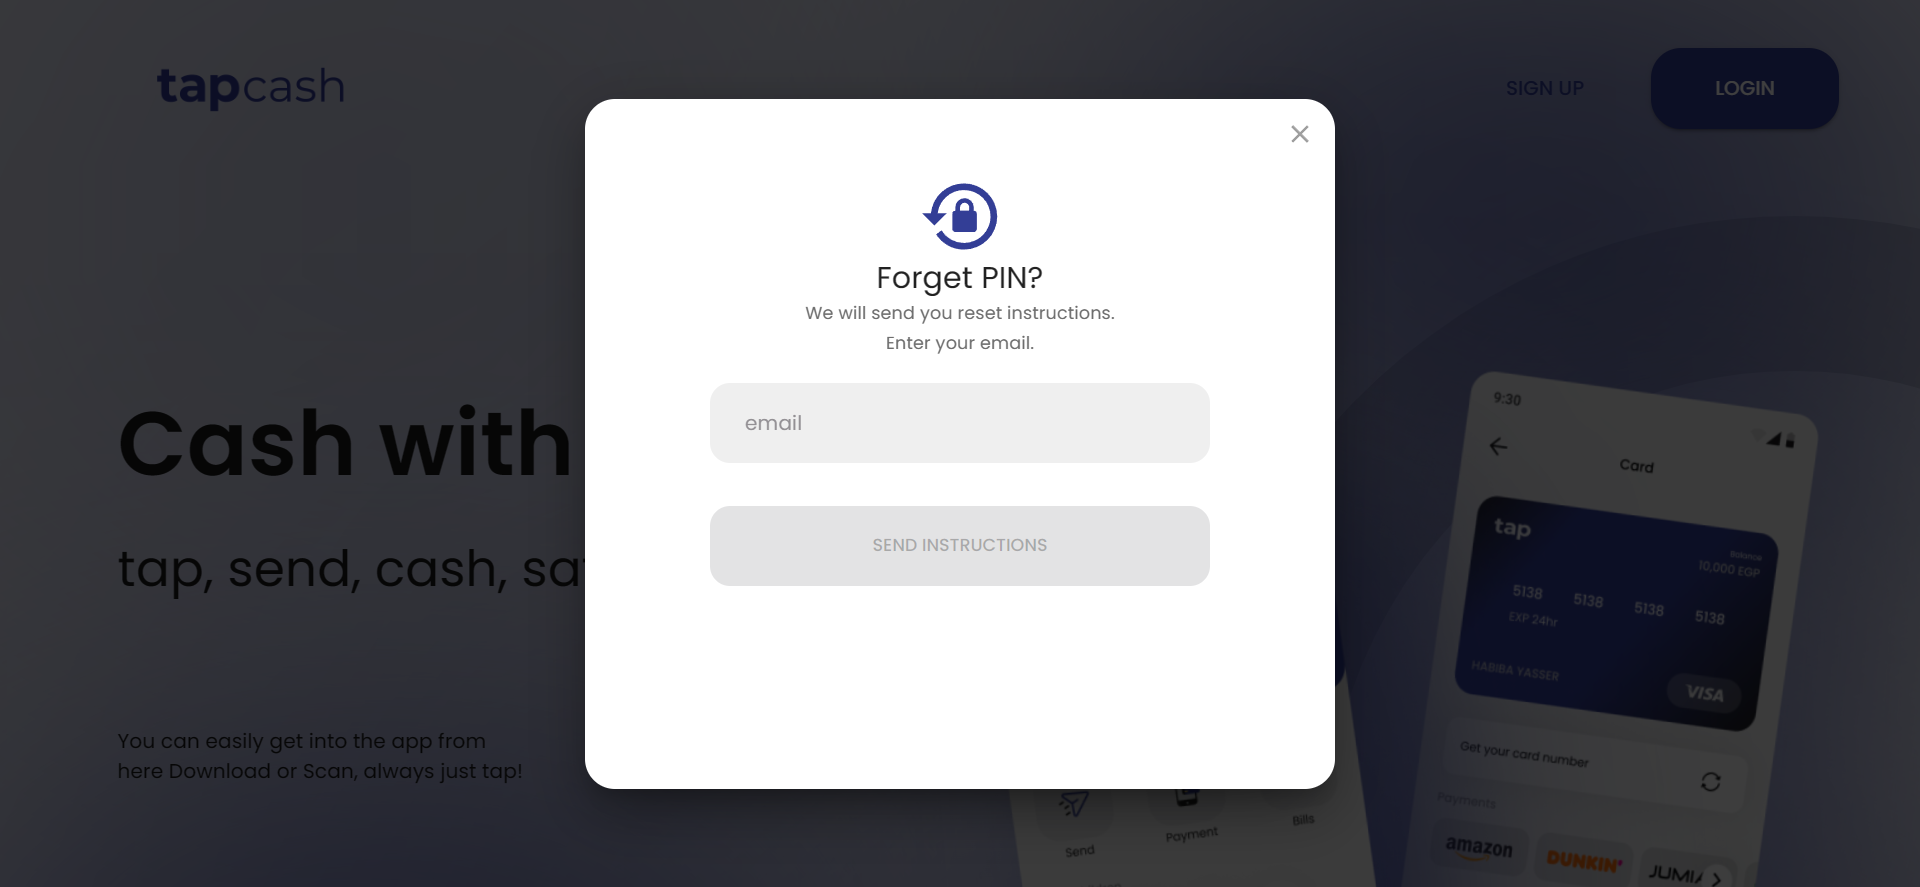 tapcash
SIGN UP
LOGIN
Forget PIN?
We will send you reset instructions.
Enter your email.
email
SEND INSTRUCTIONS
Cash with
tap, send, cash, sa
You can easily get into the app from
here Download or Scan, always just tap!
9:30
Card
tap
Balance
10,000 EGP
5138 5138 5138 5138
EXP 24hr
HABIBA YASSER
VISA
Get your card number
Payments
amazon
DUNKIN'
JUMIA
Send
Payment
Bills